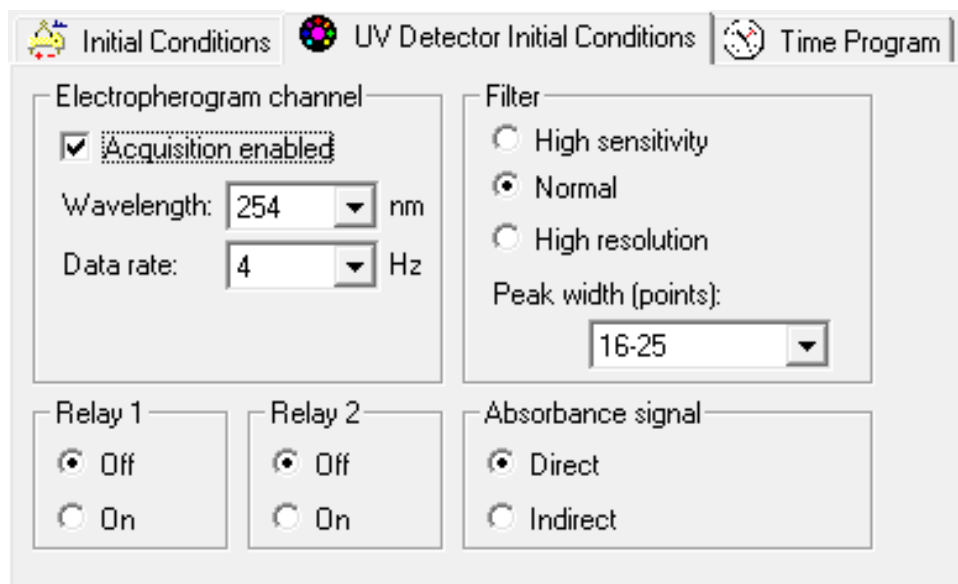 Initial Conditions
UV Detector Initial Conditions
Time Program
Electropherogram channel
Acquisition enabled
Wavelength: 254 nm
Data rate: 4 Hz
Filter
High sensitivity
Normal
High resolution
Peak width (points):
16-25
Relay 1
Off
On
Relay 2
Off
On
Absorbance signal
Direct
Indirect